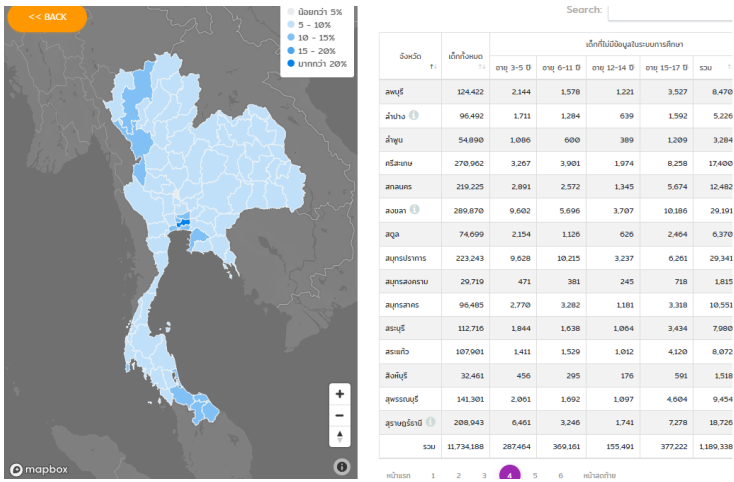 << BACK
น้อยกว่า 5%
5 - 10%
10 - 15%
15 - 20%
มากกว่า 20%
mapbox
Search:
จังหวัด เด็กทั้งหมด เด็กที่ไม่มีข้อมูลในระบบการศึกษา
อายุ 3-5 ปี อายุ 6-11 ปี อายุ 12-14 ปี อายุ 15-17 ปี รวม
ลพบุรี 124,422 2,144 1,578 1,221 3,527 8,470
ลำปาง 96,492 1,711 1,284 639 1,592 5,226
ลำพูน 54,890 1,086 600 389 1,209 3,284
ศรีสะเกษ 270,962 3,267 3,901 1,974 8,258 17,400
สกลนคร 219,225 2,891 2,572 1,345 5,674 12,482
สงขลา 289,870 9,602 5,696 3,707 10,186 29,191
สตูล 74,699 2,154 1,126 626 2,464 6,370
สมุทรปราการ 223,243 9,628 10,215 3,237 6,261 29,341
สมุทรสงคราม 29,719 471 381 245 718 1,815
สมุทรสาคร 96,485 2,770 3,282 1,181 3,318 10,551
สระบุรี 112,716 1,844 1,638 1,064 3,434 7,980
สระแก้ว 107,901 1,411 1,529 1,012 4,120 8,072
สิงห์บุรี 32,461 456 295 176 591 1,518
สุพรรณบุรี 141,301 2,061 1,692 1,097 4,604 9,454
สุราษฎร์ธานี 208,943 6,461 3,246 1,741 7,278 18,726
รวม 11,734,188 287,464 369,161 155,491 377,222 1,189,338
หน้าแรก 1 2 3 4 5 6 หน้าสุดท้าย